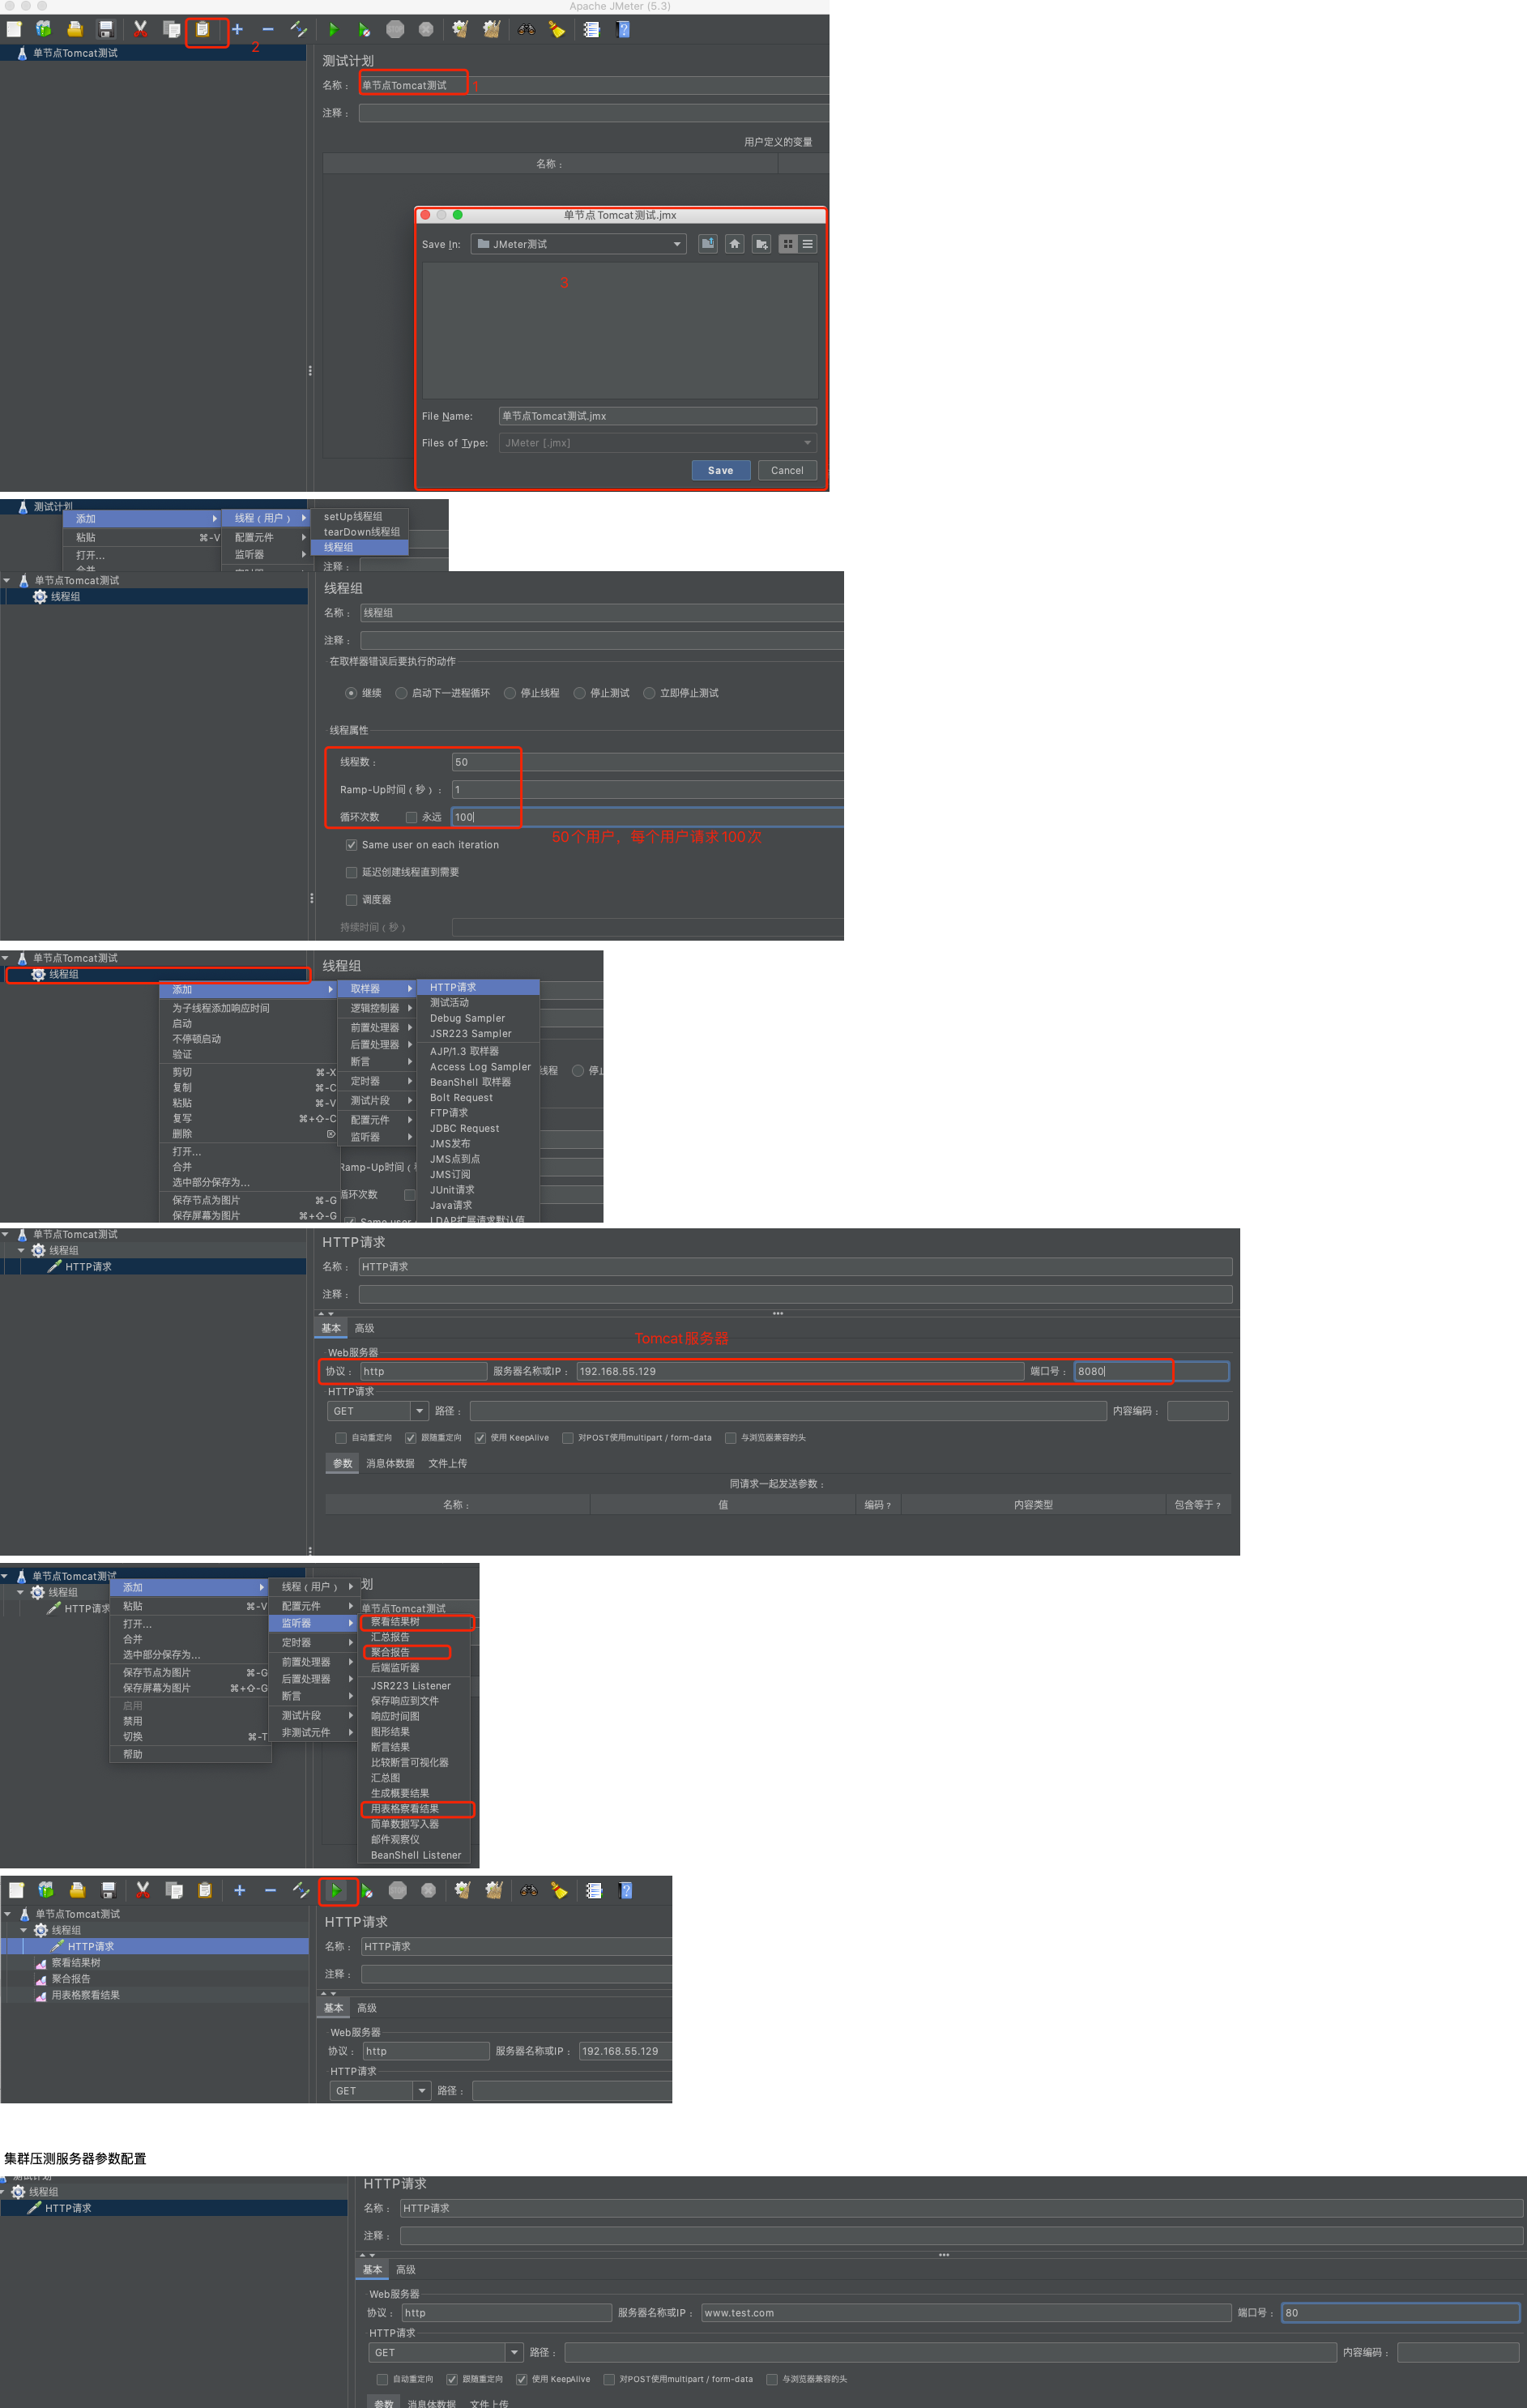 Apache JMeter (5.3)
2
单节点Tomcat测试
测试计划
名称：
单节点Tomcat测试
1
注释：
用户定义的变量
名称：
单节点Tomcat测试.jmx
Save In:
JMeter测试
3
File Name:
单节点Tomcat测试.jmx
Files of Type:
JMeter [.jmx]
Save
Cancel
测试计划
添加
线程（用户）
setUp线程组
tearDown线程组
粘贴 ⌘-V
配置元件
线程组
打开...
监听器
合并
定时器
注释：
单节点Tomcat测试
线程组
线程组
名称：
线程组
注释：
在取样器错误后要执行的动作
继续 启动下一进程循环 停止线程 停止测试 立即停止测试
线程属性
线程数：
50
Ramp-Up时间（秒）：
1
循环次数 永远
100
50个用户，每个用户请求100次
Same user on each iteration
延迟创建线程直到需要
调度器
持续时间（秒）
单节点Tomcat测试
线程组
线程组
添加
为子线程添加响应时间
启动
不停顿启动
验证
剪切 ⌘-X
复制 ⌘-C
粘贴 ⌘-V
复写 ⌘+⇧-C
删除 ⌦
打开...
合并
选中部分保存为...
保存节点为图片 ⌘-G
保存屏幕为图片 ⌘+⇧-G
取样器
逻辑控制器
前置处理器
后置处理器
断言
定时器
测试片段
配置元件
监听器
Ramp-Up时间（
循环次数
Same user
HTTP请求
测试活动
Debug Sampler
JSR223 Sampler
AJP/1.3 取样器
Access Log Sampler
BeanShell 取样器
Bolt Request
FTP请求
JDBC Request
JMS发布
JMS点到点
JMS订阅
JUnit请求
Java请求
LDAP扩展请求默认值
线程
停止
单节点Tomcat测试
线程组
HTTP请求
HTTP请求
名称：
HTTP请求
注释：
基本 高级
Tomcat服务器
Web服务器
协议： http 服务器名称或IP： 192.168.55.129 端口号： 8080
HTTP请求
GET 路径： 内容编码：
自动重定向 跟随重定向 使用 KeepAlive 对POST使用multipart / form-data 与浏览器兼容的头
参数 消息体数据 文件上传
同请求一起发送参数：
名称： 值 编码？ 内容类型 包含等于？
单节点Tomcat测试
线程组
HTTP请求
添加
粘贴 ⌘-V
打开...
合并
选中部分保存为...
保存节点为图片 ⌘-G
保存屏幕为图片 ⌘+⇧-G
启用
禁用
切换 ⌘-T
帮助
线程（用户）
配置元件
监听器
定时器
前置处理器
后置处理器
断言
测试片段
非测试元件
划
单节点Tomcat测试
察看结果树
汇总报告
聚合报告
后端监听器
JSR223 Listener
保存响应到文件
响应时间图
图形结果
断言结果
比较断言可视化器
汇总图
生成概要结果
用表格察看结果
简单数据写入器
邮件观察仪
BeanShell Listener
单节点Tomcat测试
线程组
HTTP请求
察看结果树
聚合报告
用表格察看结果
HTTP请求
名称：
HTTP请求
注释：
基本 高级
Web服务器
协议： http 服务器名称或IP： 192.168.55.129
HTTP请求
GET 路径：
集群压测服务器参数配置
测试计划
线程组
HTTP请求
HTTP请求
名称：
HTTP请求
注释：
基本 高级
Web服务器
协议： http 服务器名称或IP： www.test.com 端口号： 80
HTTP请求
GET 路径： 内容编码：
自动重定向 跟随重定向 使用 KeepAlive 对POST使用multipart / form-data 与浏览器兼容的头
参数 消息体数据 文件上传